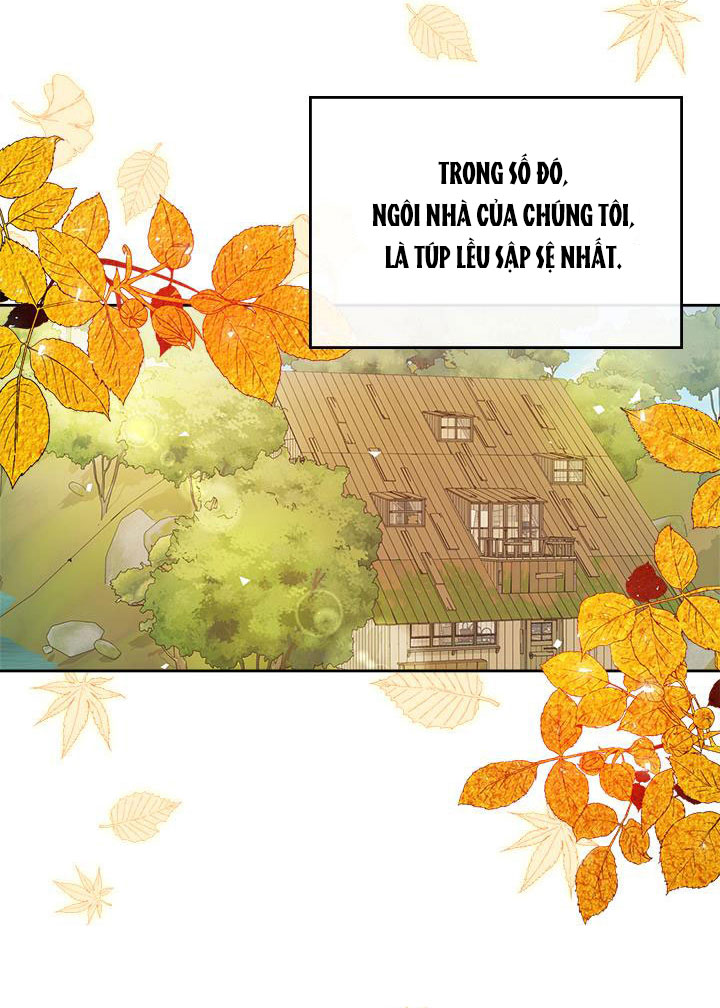 TRONG SỐ ĐÓ,
NGÔI NHÀ CỦA CHÚNG TÔI,
LÀ TÚP LỀU SẬP SỆ NHẤT.